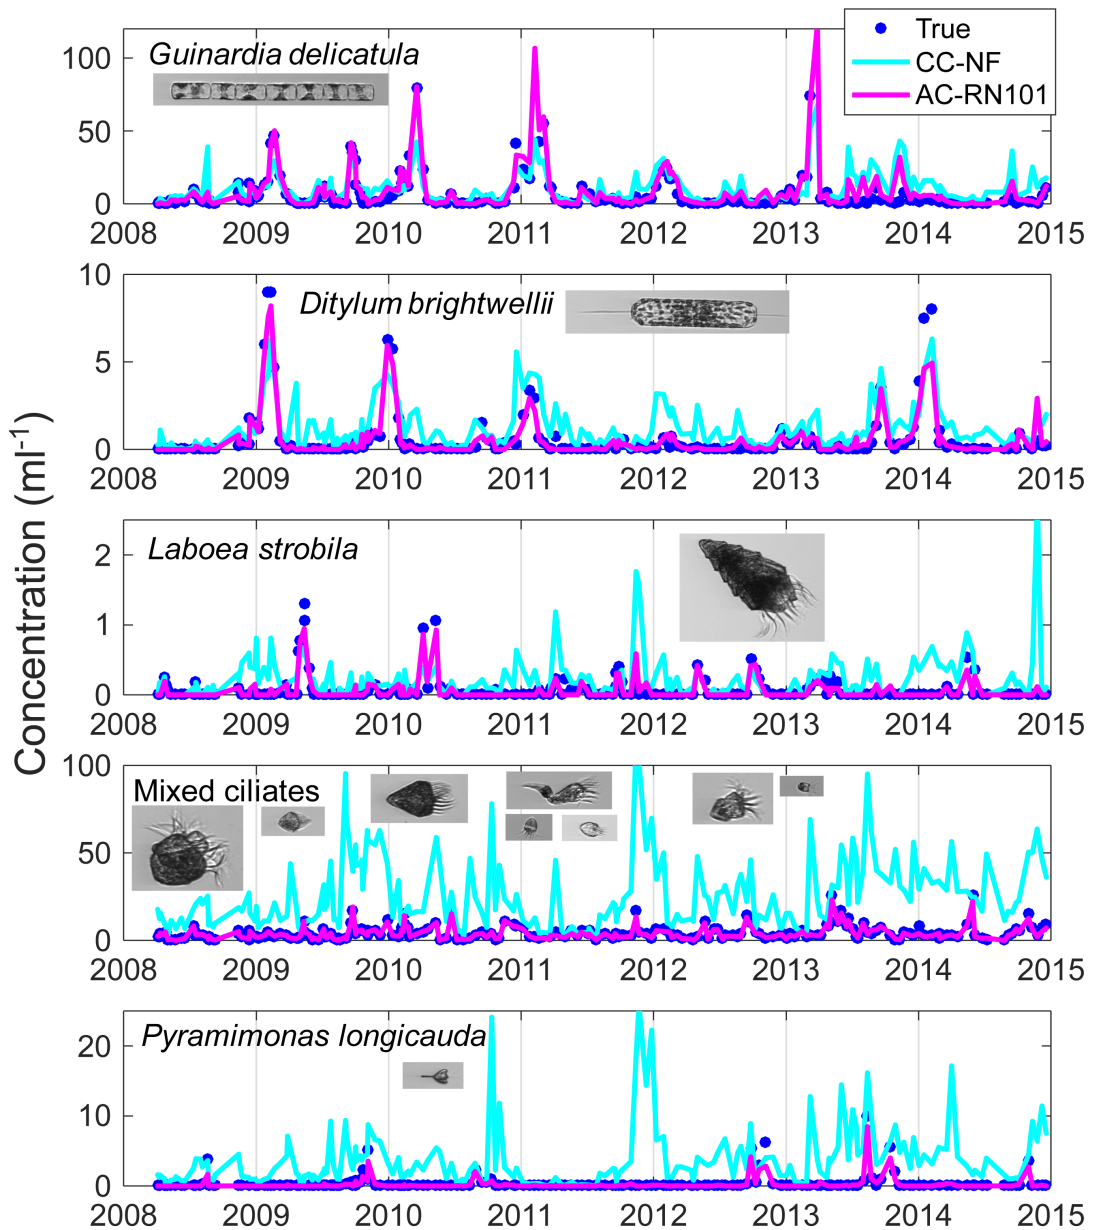 Guinardia delicatula
True
CC-NF
AC-RN101
100
50
0
2008 2009 2010 2011 2012 2013 2014 2015
Ditylum brightwellii
10
5
0
2008 2009 2010 2011 2012 2013 2014 2015
Concentration (ml⁻¹)
Laboea strobila
2
1
0
2008 2009 2010 2011 2012 2013 2014 2015
Mixed ciliates
100
50
0
2008 2009 2010 2011 2012 2013 2014 2015
Pyramimonas longicauda
20
10
0
2008 2009 2010 2011 2012 2013 2014 2015